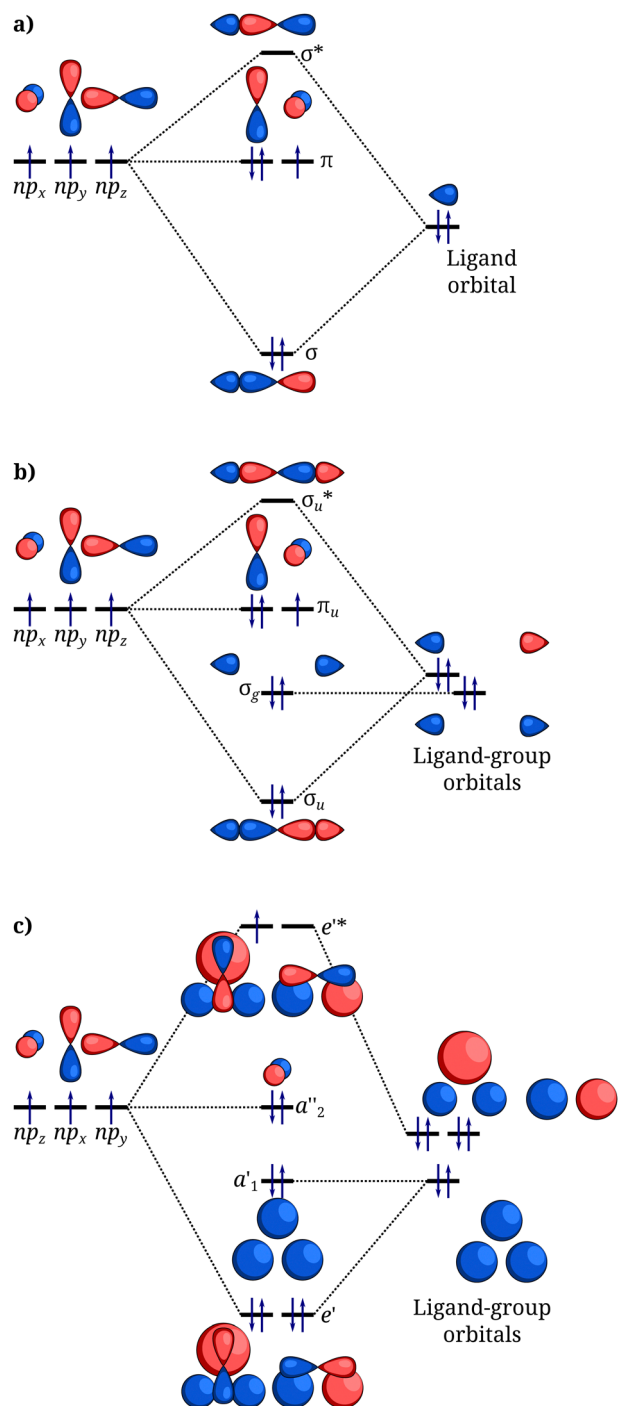 a)
σ*
π
npx npy npz
Ligand
orbital
σ
b)
σu*
πu
npx npy npz
σg
Ligand-group
orbitals
σu
c)
e'*
npz npx npy
a''2
a'1
Ligand-group
orbitals
e'